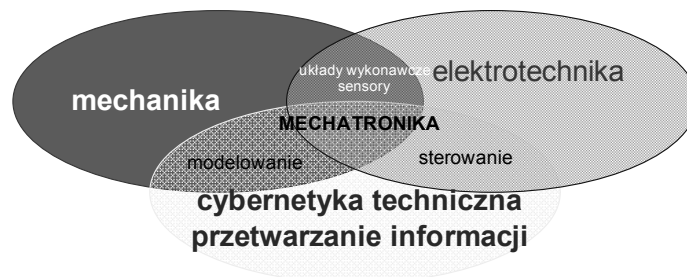 układy wykonawcze
sensory
elektrotechnika
mechanika
MECHATRONIKA
modelowanie
sterowanie
cybernetyka techniczna
przetwarzanie informacji